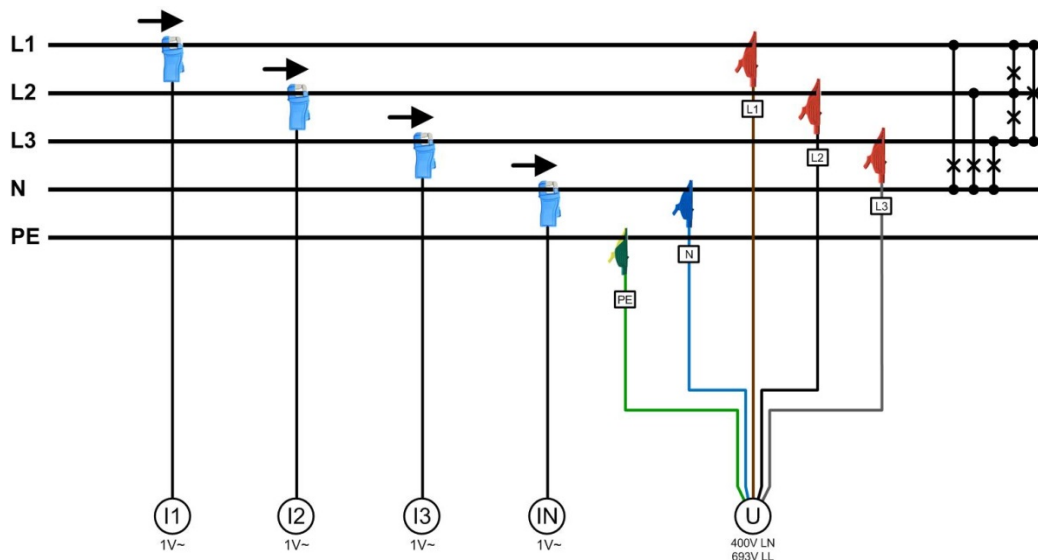 L1
L2
L3
N
PE
L1
L2
L3
N
PE
I1
I2
I3
IN
U
1V~
1V~
1V~
1V~
400V LN
693V LL